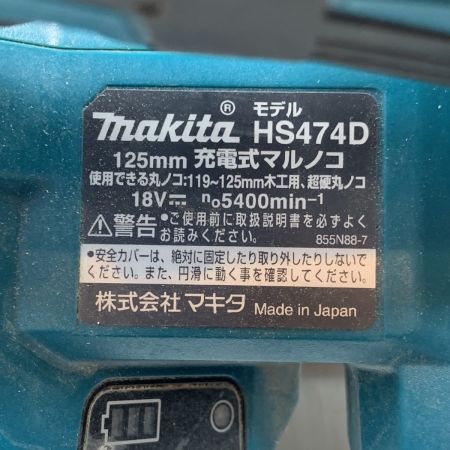 makita® モデル HS474D
125mm 充電式マルノコ
使用できる丸ノコ:119~125mm木工用、超硬丸ノコ
18V⎓ n₀5400min⁻¹
⚠警告 •ご使用前に取扱説明書を必ずよく
お読みください。 855N88-7
•安全カバーは、絶対に固定したり取り外したりしないで
ください。また、円滑に動く事を確認してください。
株式会社 マキタ Made in Japan